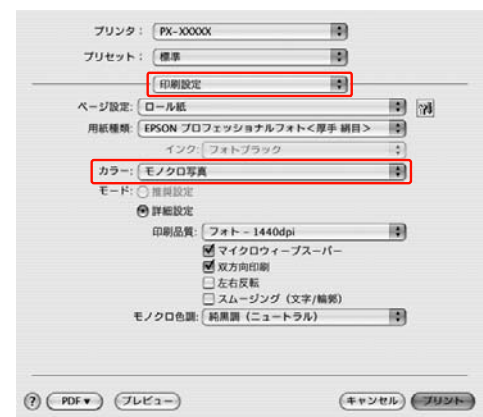 プリンタ: PX-XXXXX
プリセット: 標準
印刷設定
ページ設定: ロール紙
用紙種類: EPSON プロフェッショナルフォト<厚手 絹目>
インク: フォトブラック
カラー: モノクロ写真
モード: 推奨設定
詳細設定
印刷品質: フォト – 1440dpi
マイクロウィーブスーパー
双方向印刷
左右反転
スムージング（文字/輪郭）
モノクロ色調: 純黒調（ニュートラル）
? PDF▼ プレビュー キャンセル プリント